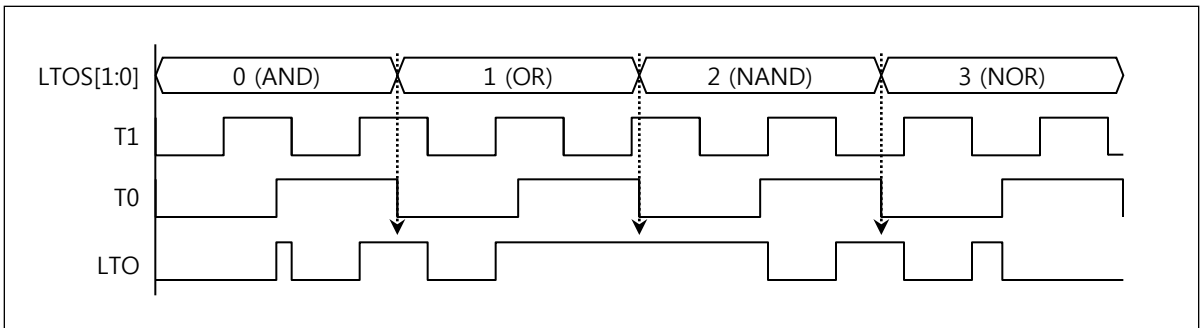 LTOS[1:0] 0 (AND) 1 (OR) 2 (NAND) 3 (NOR)
T1
T0
LTO